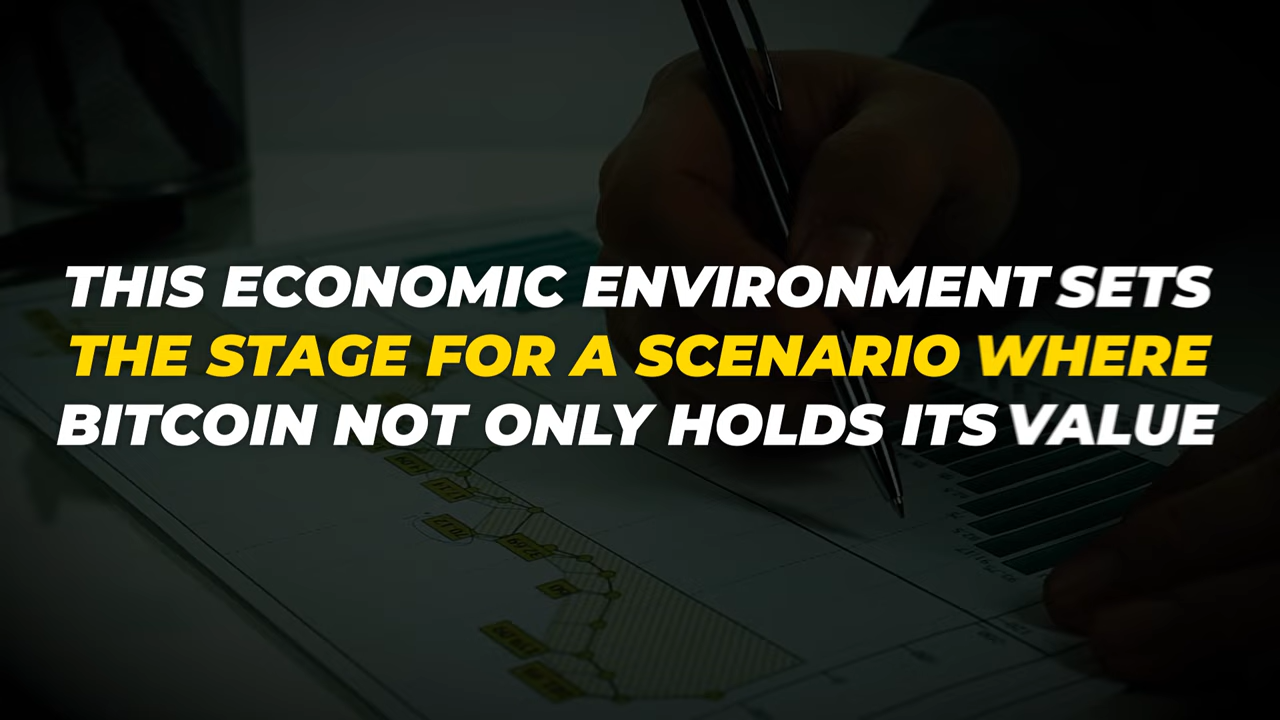 THIS ECONOMIC ENVIRONMENT SETS
THE STAGE FOR A SCENARIO WHERE
BITCOIN NOT ONLY HOLDS ITS VALUE